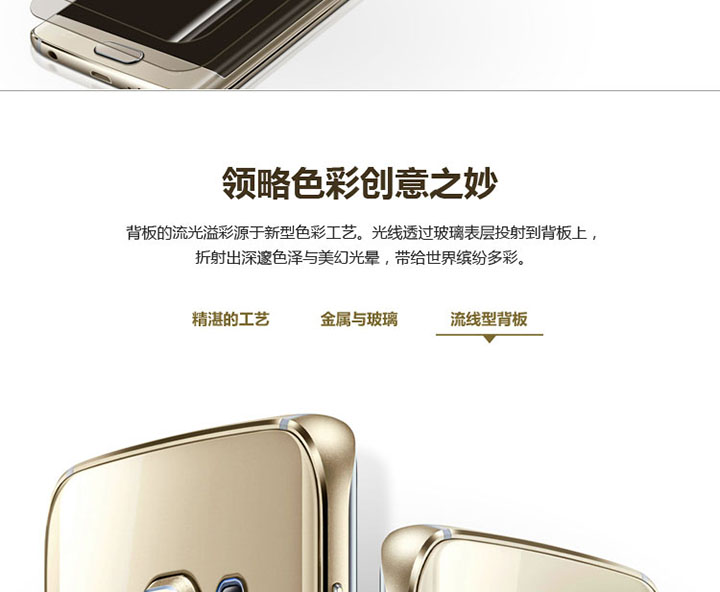 领略色彩创意之妙
背板的流光溢彩源于新型色彩工艺。光线透过玻璃表层投射到背板上，
折射出深邃色泽与美幻光晕，带给世界缤纷多彩。
精湛的工艺 金属与玻璃 流线型背板